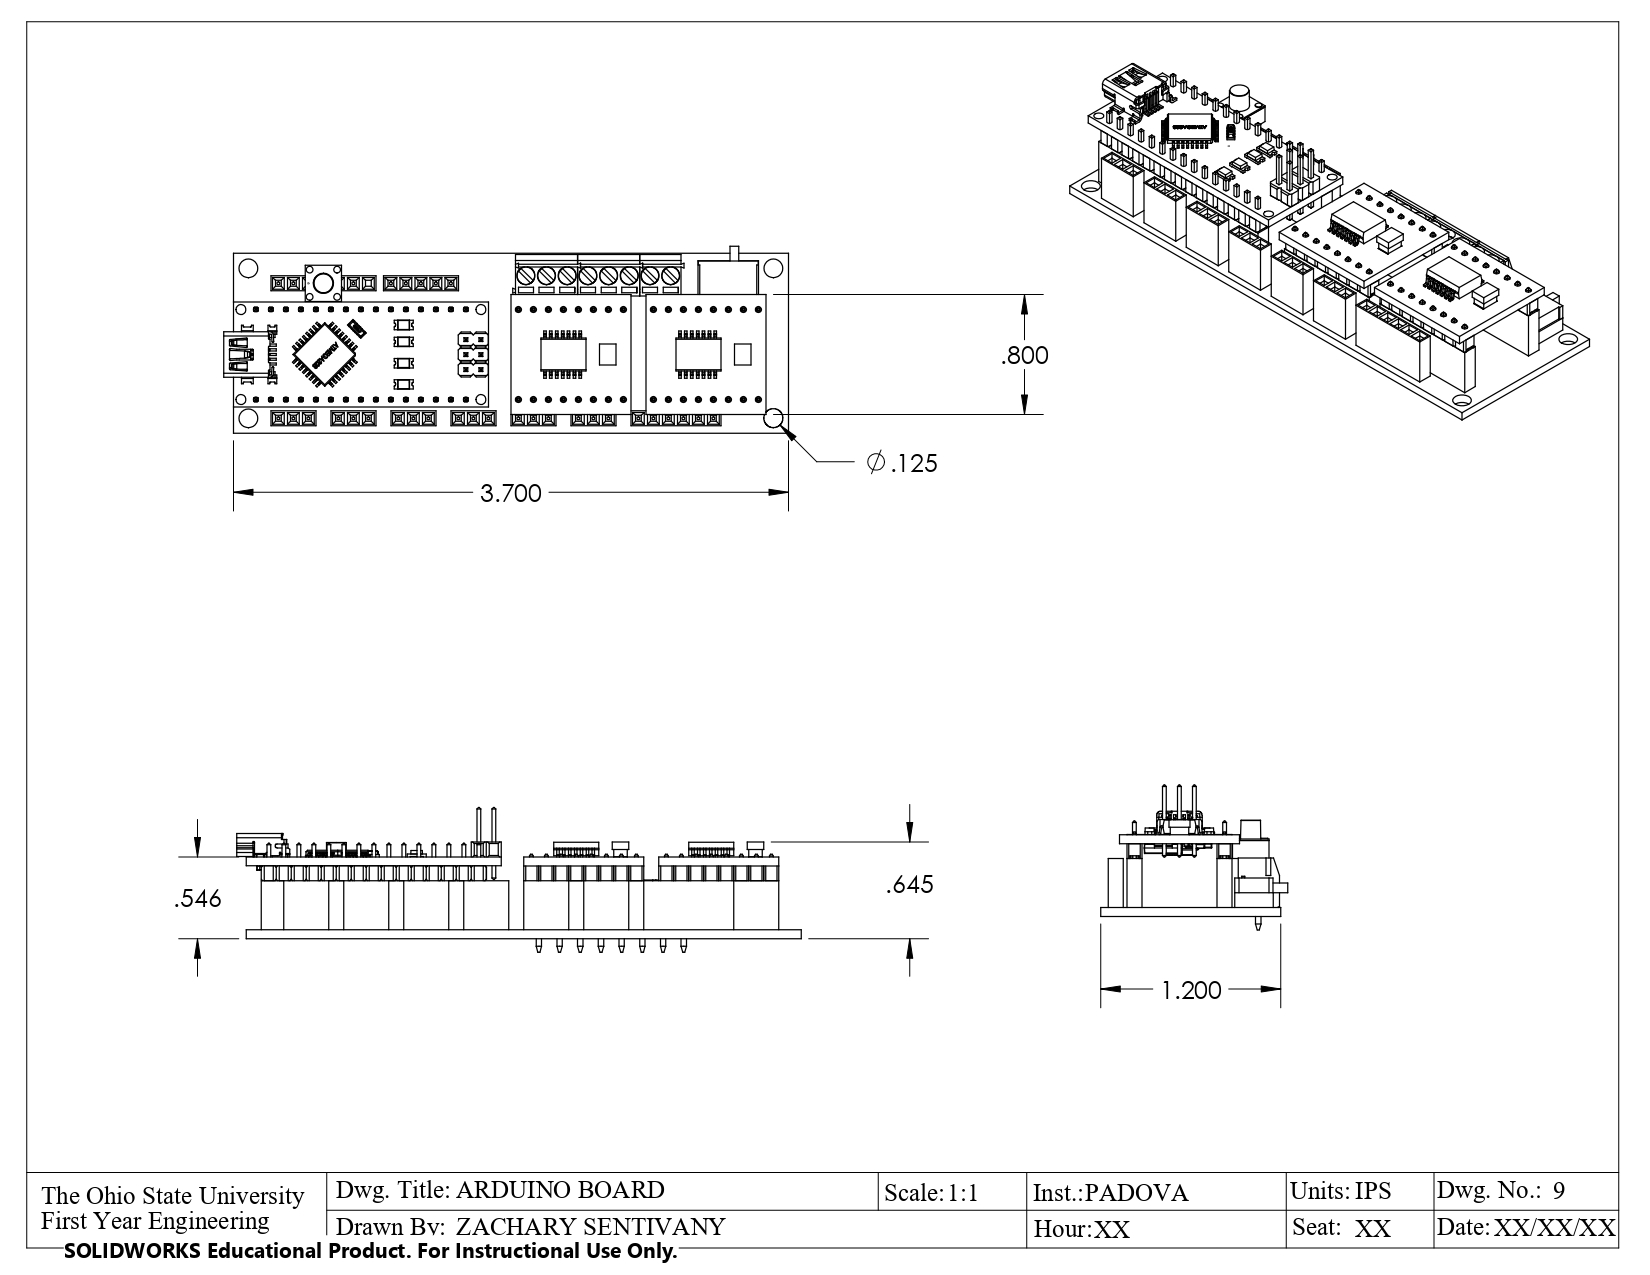 .800
⌀ .125
3.700
.546
.645
1.200
The Ohio State University
First Year Engineering
Dwg. Title: ARDUINO BOARD
Scale: 1:1
Inst.: PADOVA
Units: IPS
Dwg. No.: 9
Drawn By: ZACHARY SENTIVANY
Hour: XX
Seat: XX
Date: XX/XX/XX
SOLIDWORKS Educational Product. For Instructional Use Only.